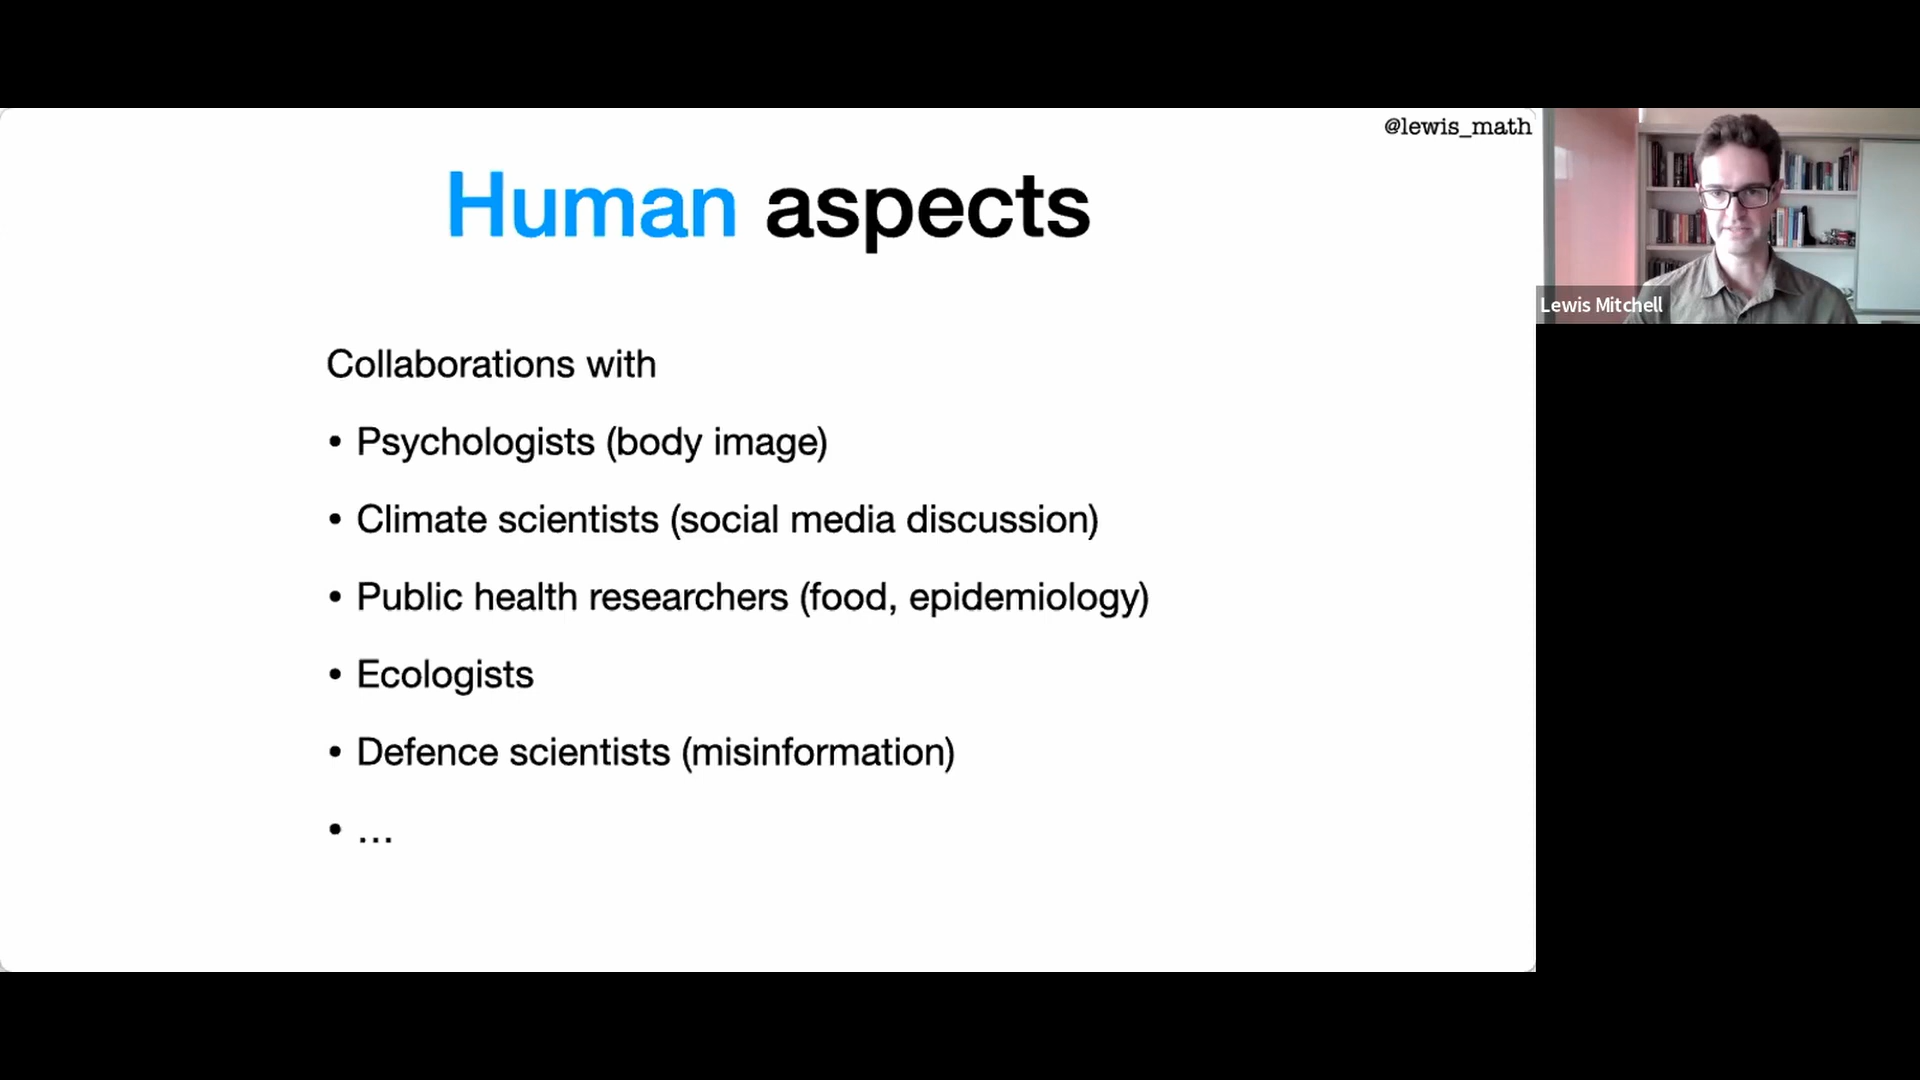 @lewis_math
Human aspects
Lewis Mitchell
Collaborations with
• Psychologists (body image)
• Climate scientists (social media discussion)
• Public health researchers (food, epidemiology)
• Ecologists
• Defence scientists (misinformation)
• …